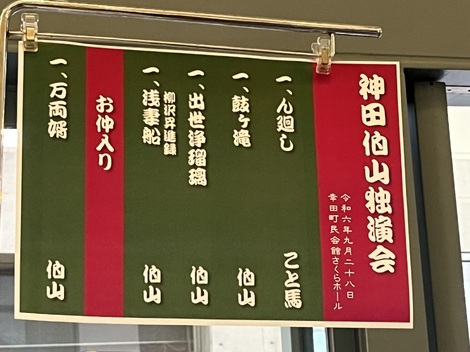 神田伯山独演会
令和六年九月二十八日
幸田町民会館さくらホール
一、ん廻し こと馬
一、鼓ヶ滝 伯山
一、出世浄瑠璃 伯山
柳沢昇進録
一、浅妻船 伯山
お仲入り
一、万両婿 伯山